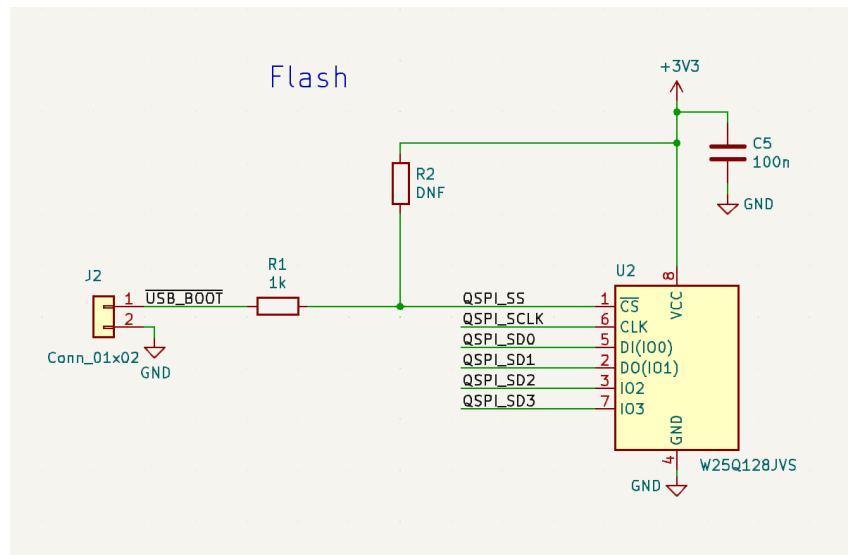 Flash
+3V3
C5
100n
GND
R2
DNF
J2
1
USB_BOOT
2
Conn_01x02
GND
R1
1k
U2
8
VCC
QSPI_SS
1
CS
QSPI_SCLK
6
CLK
QSPI_SD0
5
DI(IO0)
QSPI_SD1
2
DO(IO1)
QSPI_SD2
3
IO2
QSPI_SD3
7
IO3
GND
4
W25Q128JVS
GND